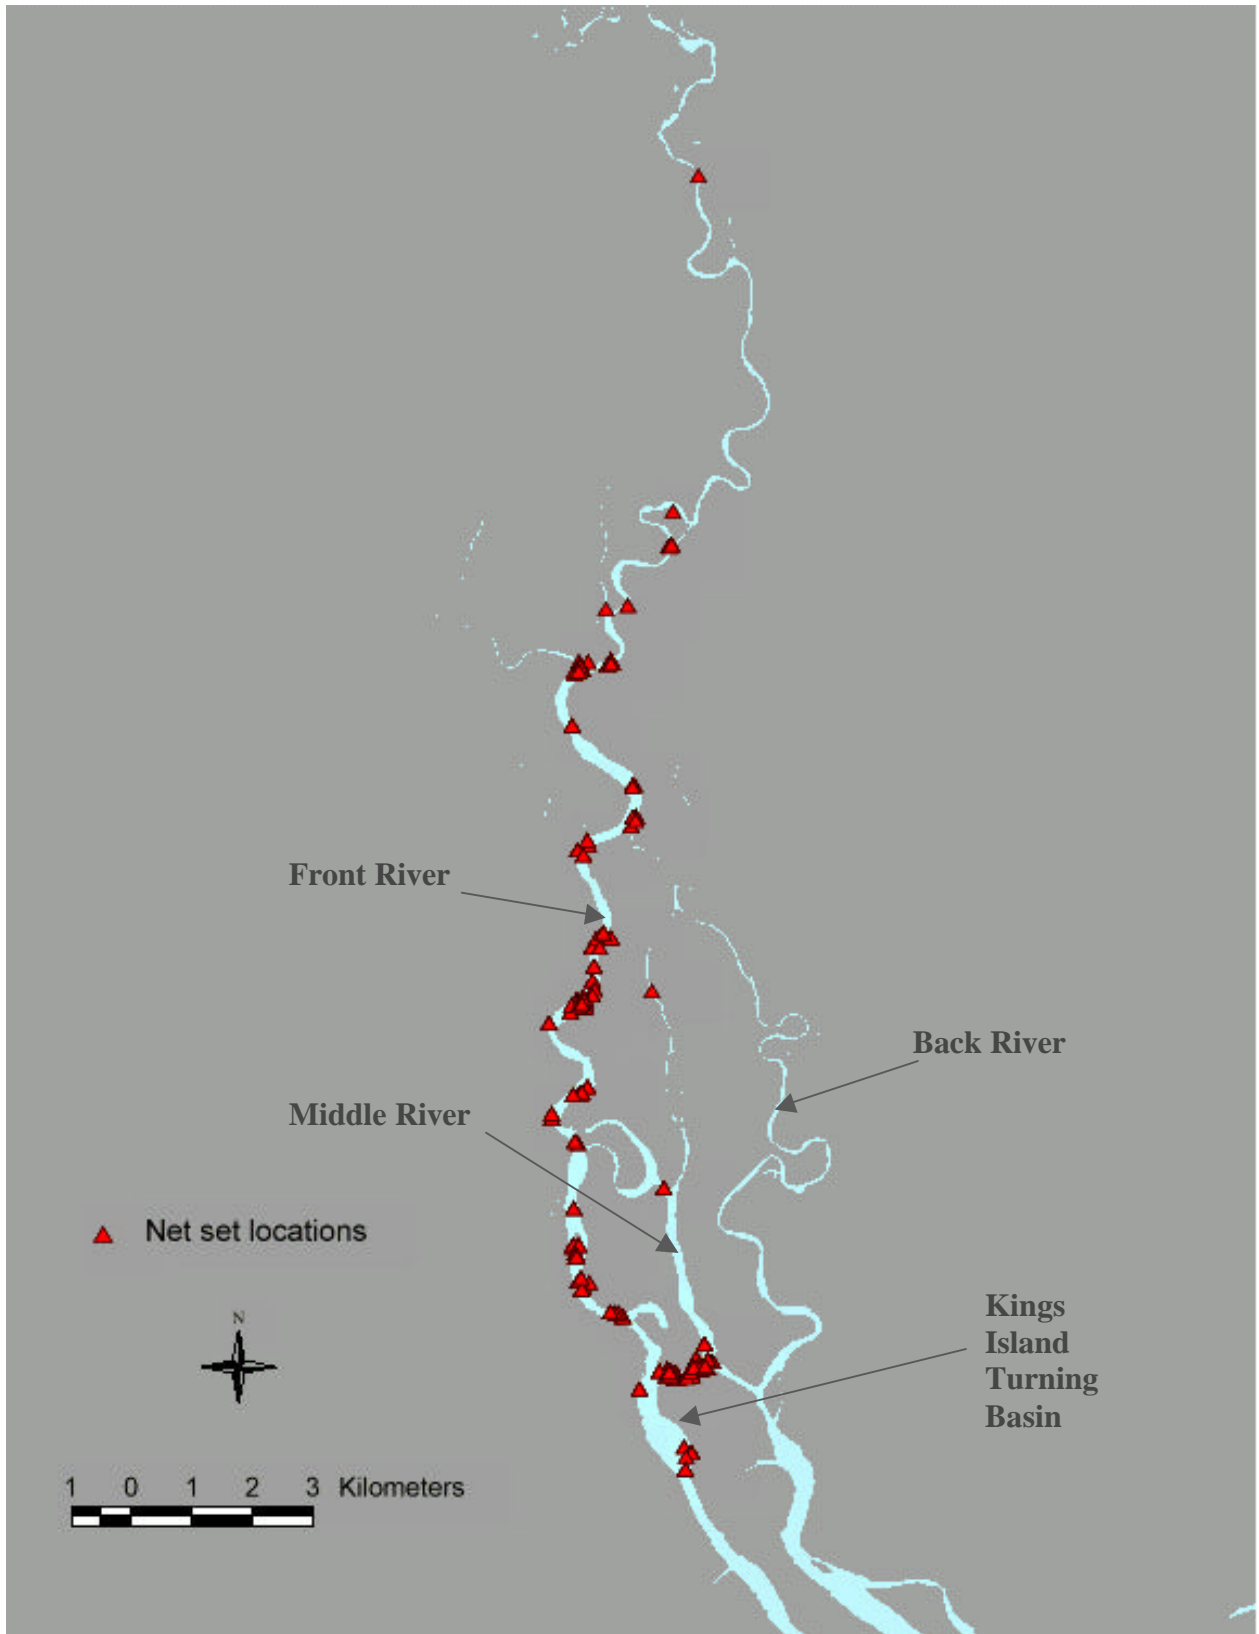 Front River
Back River
Middle River
Net set locations
Kings
Island
Turning
Basin
N
1 0 1 2 3 Kilometers